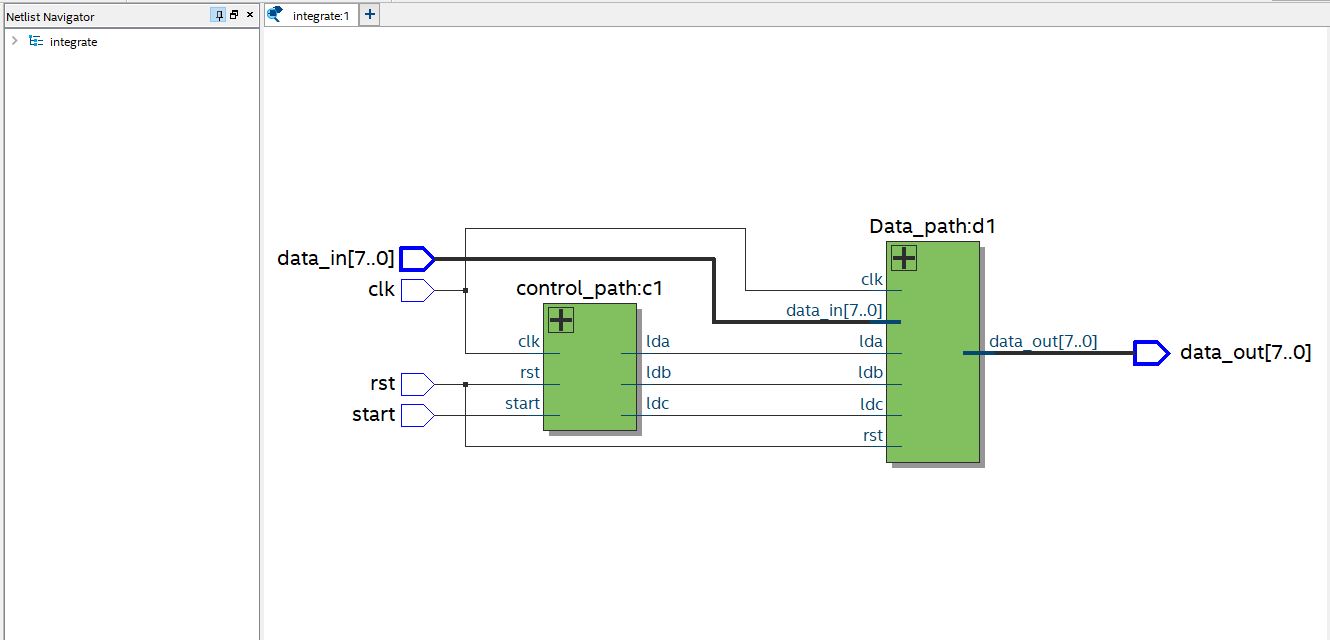 Netlist Navigator
integrate:1
integrate
Data_path:d1
data_in[7..0]
clk
control_path:c1
clk
data_in[7..0]
clk
lda
lda
data_out[7..0]
data_out[7..0]
rst
rst
ldb
ldb
start
start
ldc
ldc
rst